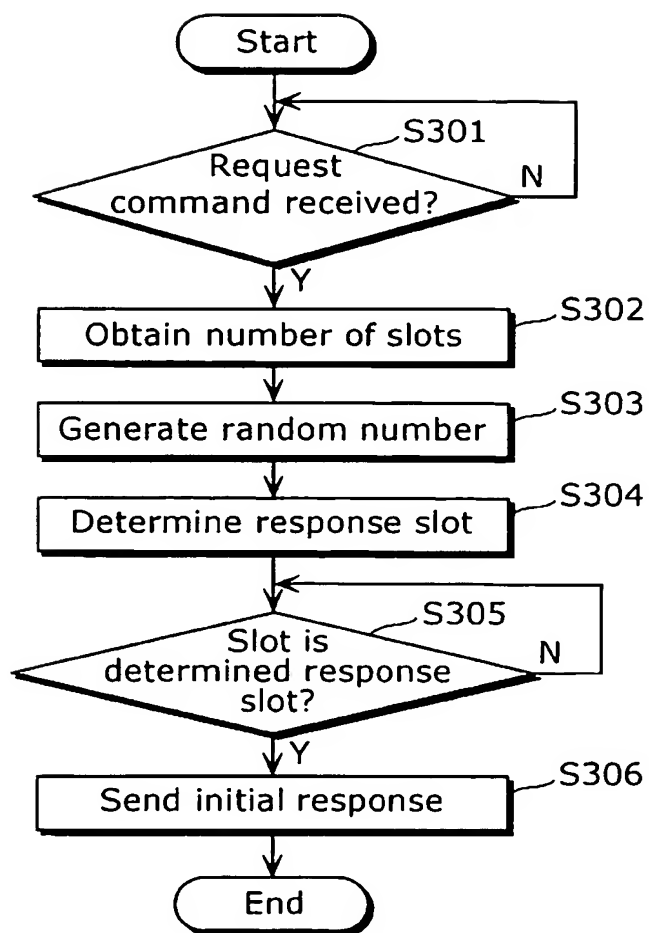 Start
S301
Request
command received?
N
Y
Obtain number of slots
S302
Generate random number
S303
Determine response slot
S304
S305
Slot is
determined response
slot?
N
Y
Send initial response
S306
End